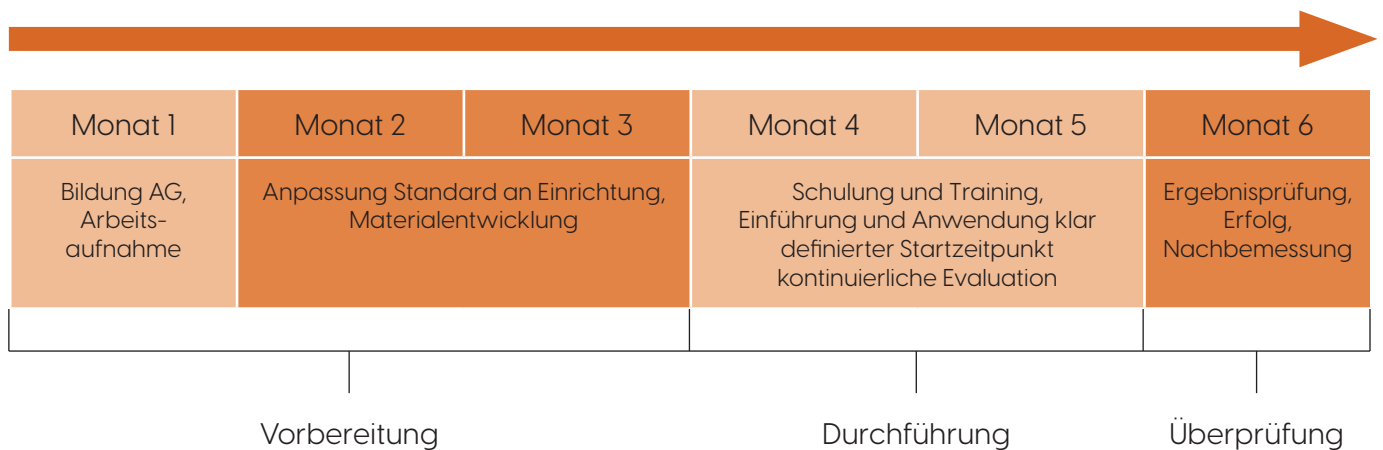 Monat 1
Monat 2
Monat 3
Monat 4
Monat 5
Monat 6
Bildung AG,
Arbeits-
aufnahme
Anpassung Standard an Einrichtung,
Materialentwicklung
Schulung und Training,
Einführung und Anwendung klar
definierter Startzeitpunkt
kontinuierliche Evaluation
Ergebnisprüfung,
Erfolg,
Nachbemessung
Vorbereitung
Durchführung
Überprüfung